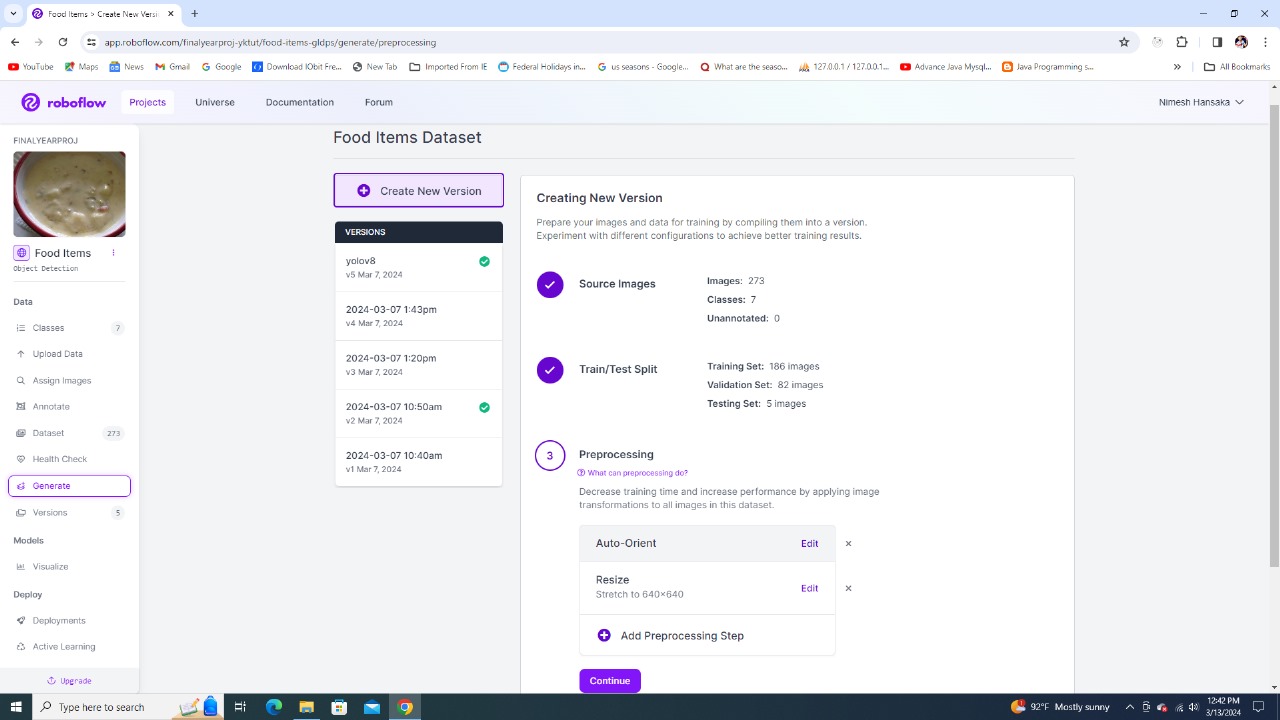 Food Items New Versi
app.roboflow.com/finalyearproj-yktut/food-items-gldps/generate/preprocessing
YouTube
Maps
News
Gmail
Google
Download IObit Fre...
New Tab
Imported From IE
Federal Holidays in...
us seasons - Google...
What are the seaso...
127.0.0.1 / 127.0.0.1...
Advance Java Mysql...
Java Programming s...
»
All Bookmarks
roboflow
Projects
Universe
Documentation
Forum
Nimesh Hansaka
FINALYEARPROJ
Food Items
Object Detection
Data
Classes 7
Upload Data
Assign Images
Annotate
Dataset 273
Health Check
Generate
Versions 5
Models
Visualize
Deploy
Deployments
Active Learning
Upgrade
Food Items Dataset
Create New Version
VERSIONS
yolov8
v5 Mar 7, 2024
2024-03-07 1:43pm
v4 Mar 7, 2024
2024-03-07 1:20pm
v3 Mar 7, 2024
2024-03-07 10:50am
v2 Mar 7, 2024
2024-03-07 10:40am
v1 Mar 7, 2024
Creating New Version
Prepare your images and data for training by compiling them into a version.
Experiment with different configurations to achieve better training results.
Source Images
Images: 273
Classes: 7
Unannotated: 0
Train/Test Split
Training Set: 186 images
Validation Set: 82 images
Testing Set: 5 images
3 Preprocessing
What can preprocessing do?
Decrease training time and increase performance by applying image
transformations to all images in this dataset.
Auto-Orient Edit ×
Resize Edit ×
Stretch to 640×640
Add Preprocessing Step
Continue
Type here to search
92°F Mostly sunny
12:42 PM
3/13/2024